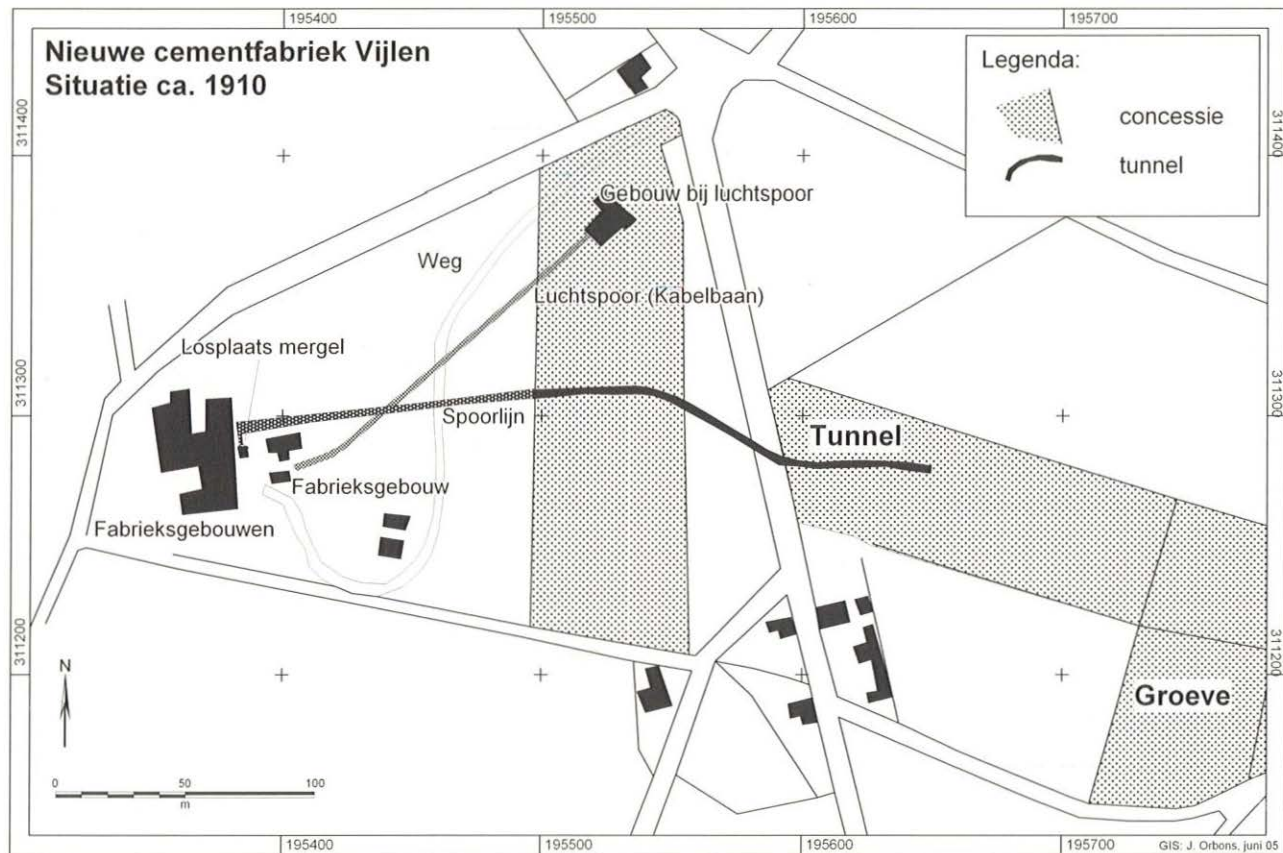 195400
195500
195600
195700
Nieuwe cementfabriek Vijlen
Situatie ca. 1910
Legenda:
concessie
tunnel
311400
311400
Gebouw bij luchtspoor
Weg
Luchtspoor (Kabelbaan)
Losplaats mergel
311300
311300
Spoorlijn
Tunnel
Fabrieksgebouw
Fabrieksgebouwen
311200
311200
N
Groeve
0
50
100
m
195400
195500
195600
195700
GIS: J. Orbons, juni 05